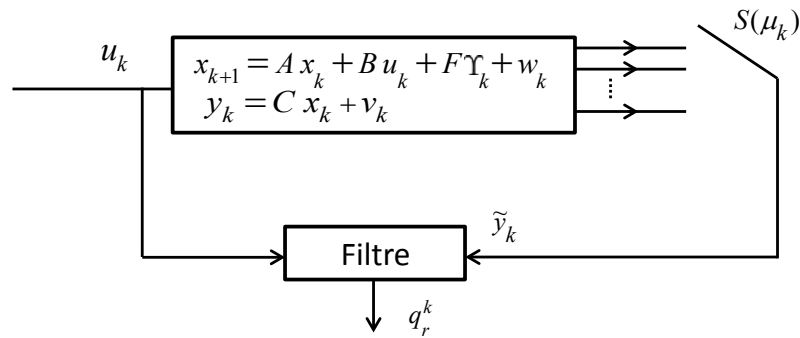 S(μ_k)
u_k
x_{k+1} = A x_k + B u_k + F ϒ_k + w_k
y_k = C x_k + v_k
ỹ_k
Filtre
q_r^k